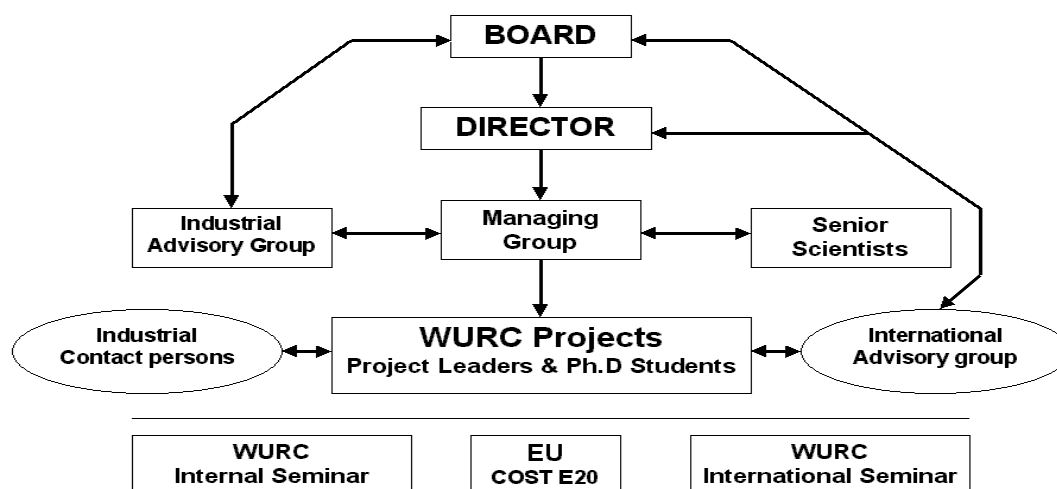 BOARD
DIRECTOR
Industrial
Advisory Group
Managing
Group
Senior
Scientists
Industrial
Contact persons
WURC Projects
Project Leaders & Ph.D Students
International
Advisory group
WURC
Internal Seminar
EU
COST E20
WURC
International Seminar